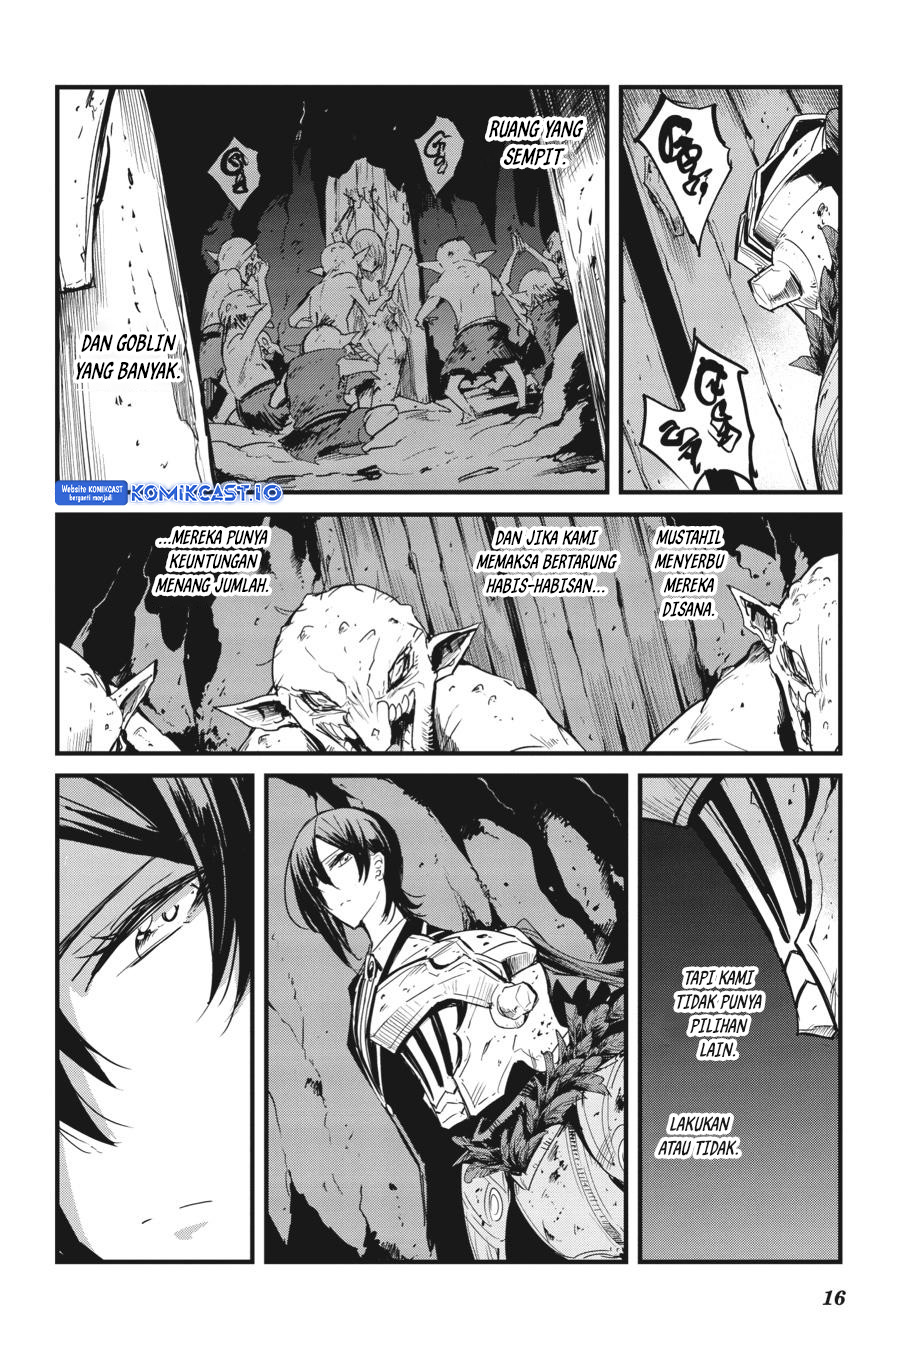 RUANG YANG
SEMPIT.
DAN GOBLIN
YANG BANYAK.
Website KOMIKCAST
berganti menjadi
KOMIKCAST.IO
MUSTAHIL
MENYERBU
MEREKA
DISANA.
DAN JIKA KAMI
MEMAKSA BERTARUNG
HABIS-HABISAN...
...MEREKA PUNYA
KEUNTUNGAN
MENANG JUMLAH.
TAPI KAMI
TIDAK PUNYA
PILIHAN
LAIN.
LAKUKAN
ATAU TIDAK.
16